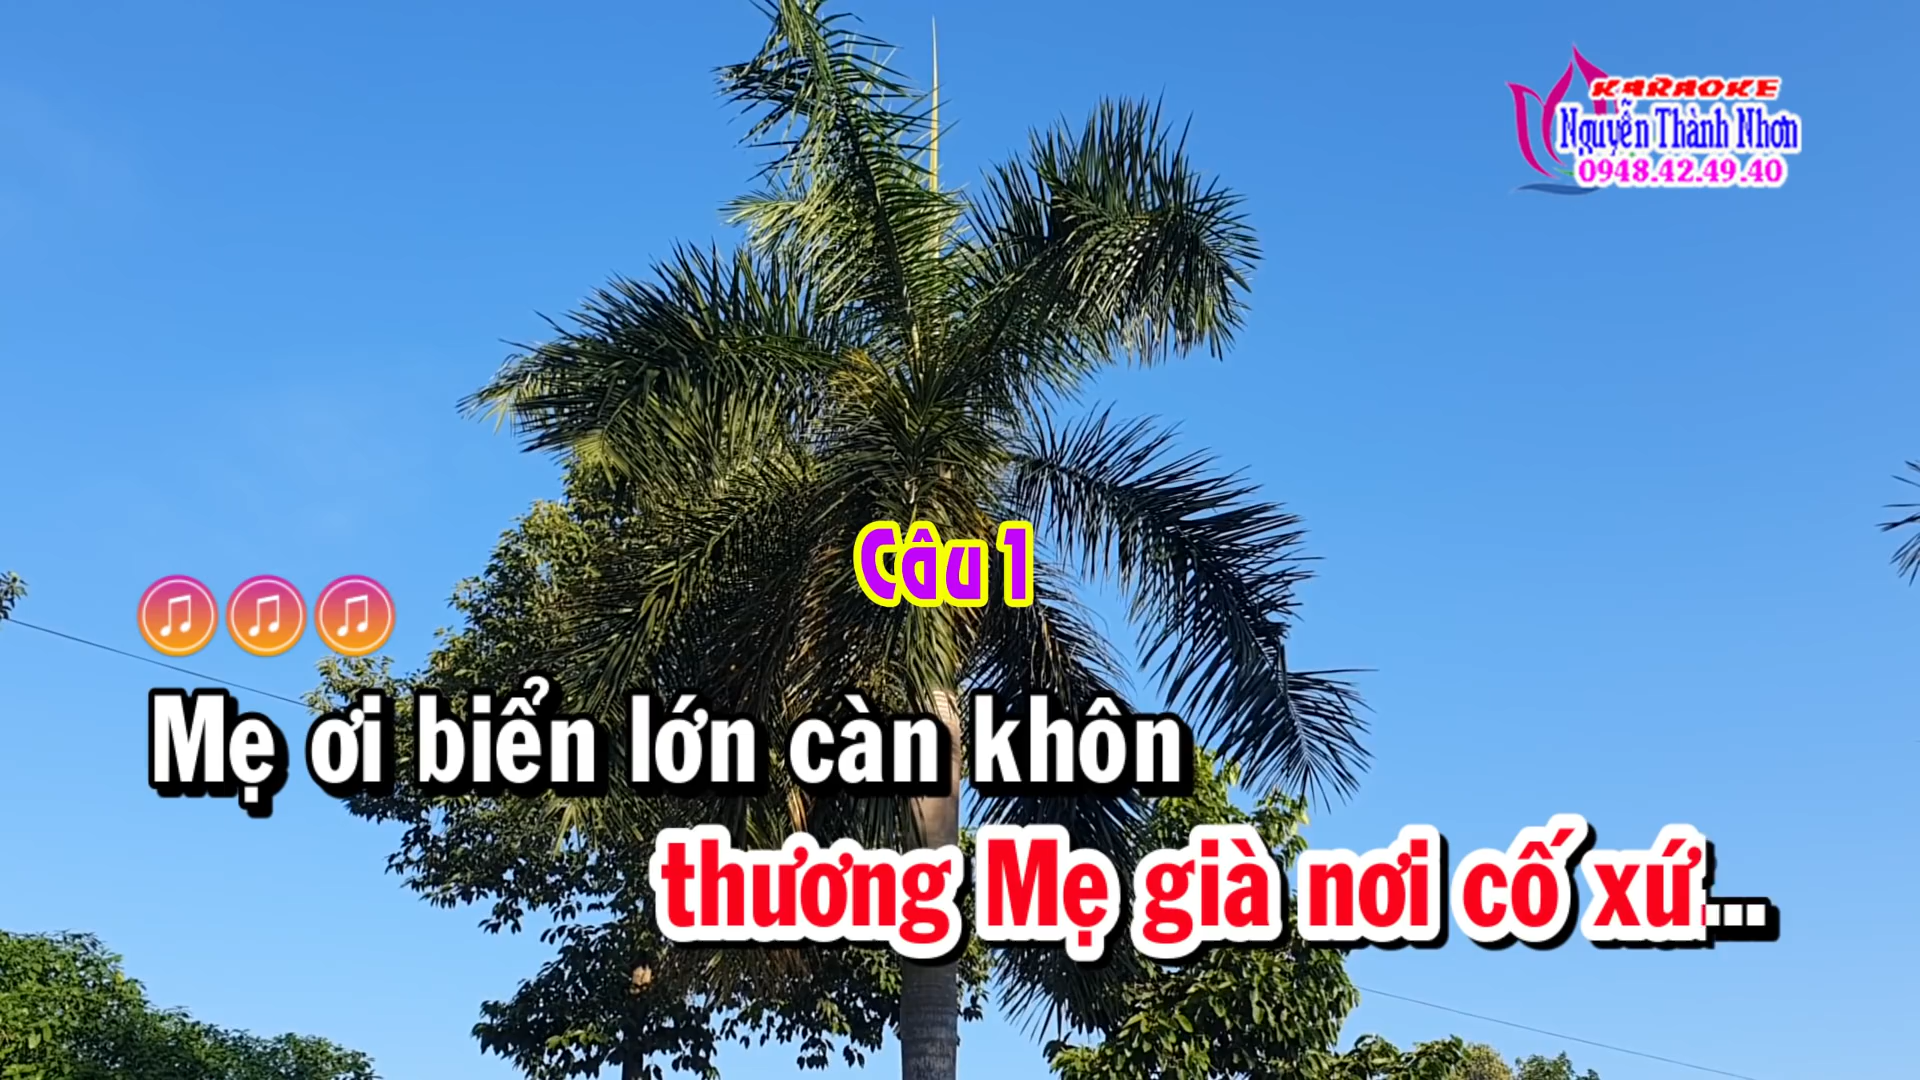 KARAOKE
Nguyễn Thành Nhơn
0948.42.49.40
Câu 1
Mẹ ơi biển lớn càn khôn
thương Mẹ già nơi cố xứ...